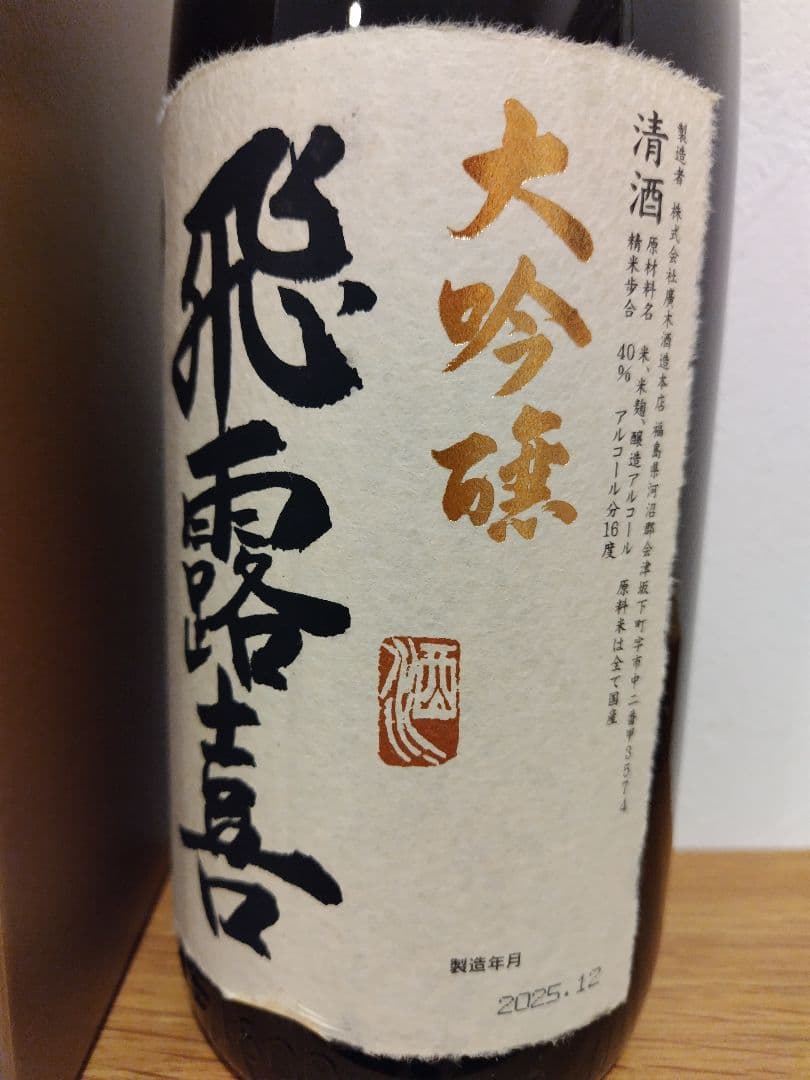 製造者 株式会社廣木酒造本店 福島県河沼郡会津坂下町字市中二番甲3574
清酒
原材料名 米、米麹、醸造アルコール
精米歩合 40% アルコール分16度 原料米は全て国産
大吟醸
飛露喜
酒
製造年月
2025.12